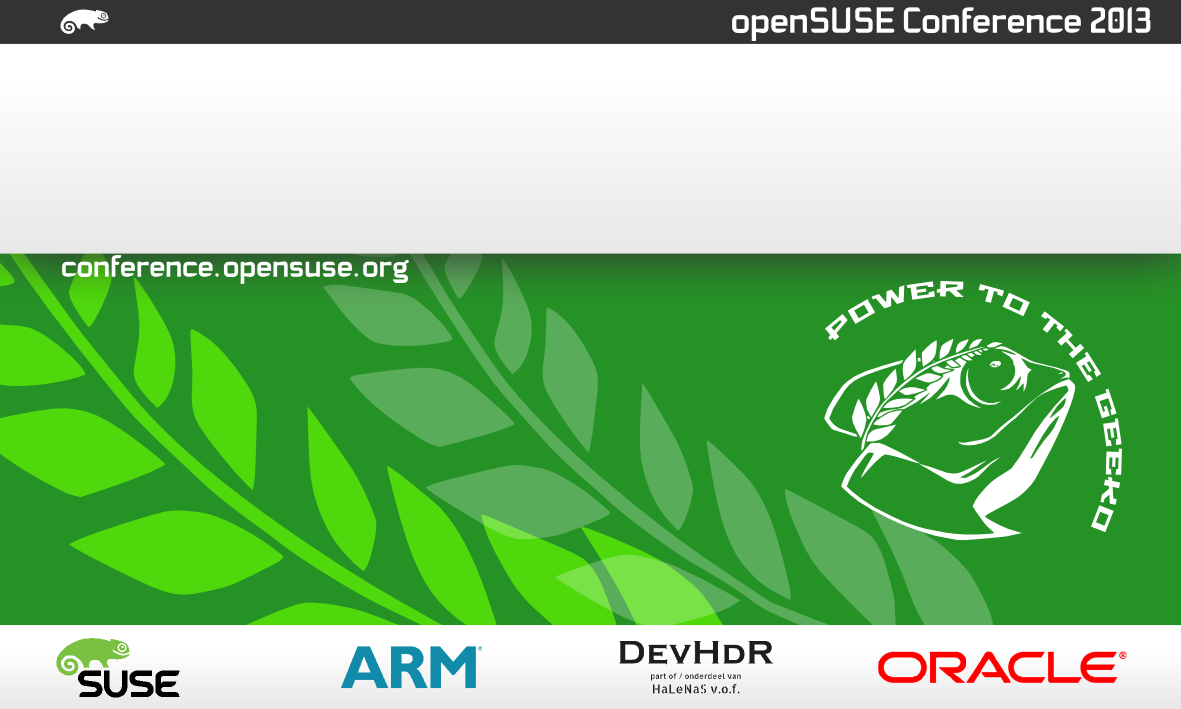 openSUSE Conference 2013
conference.opensuse.org
POWER TO THE GEEKO
SUSE
ARM®
DEVHDR
part of / onderdeel van
HaLeNaS v.o.f.
ORACLE®